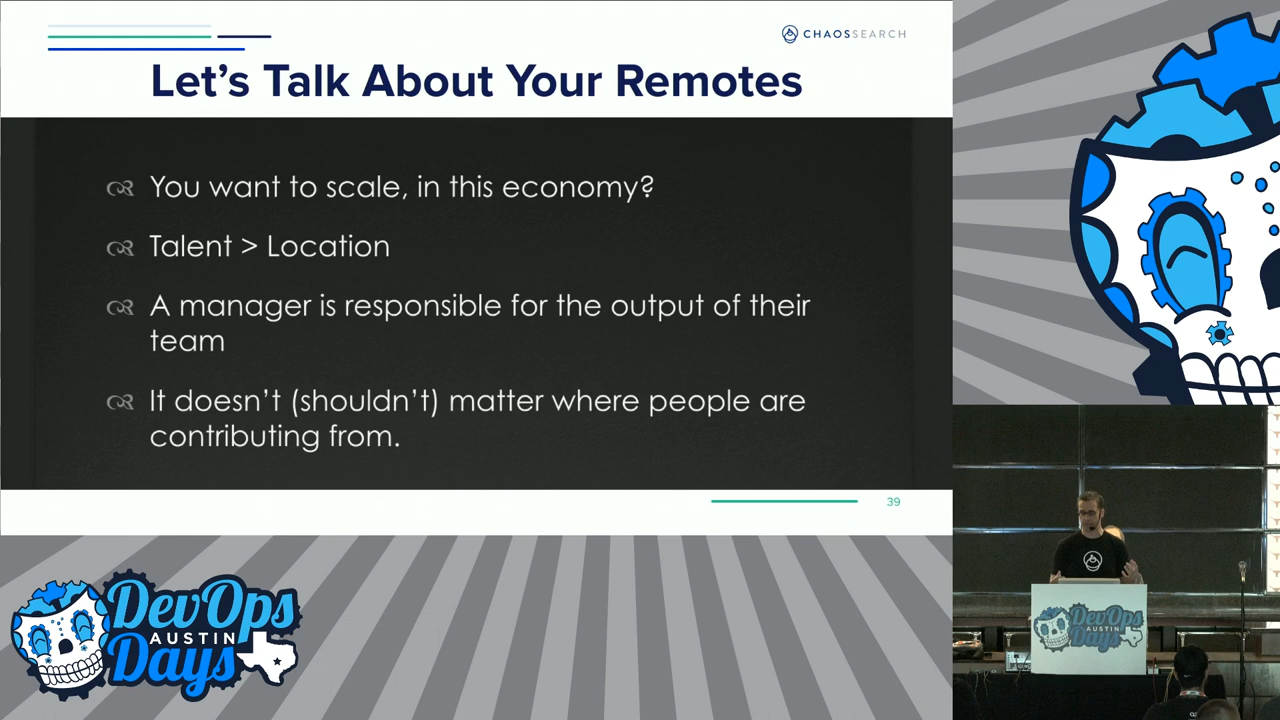 CHAOSSEARCH
Let's Talk About Your Remotes
You want to scale, in this economy?
Talent > Location
A manager is responsible for the output of their
team
It doesn't (shouldn't) matter where people are
contributing from.
39
DevOps
AUSTIN
Days
DevOps
AUSTIN
Days